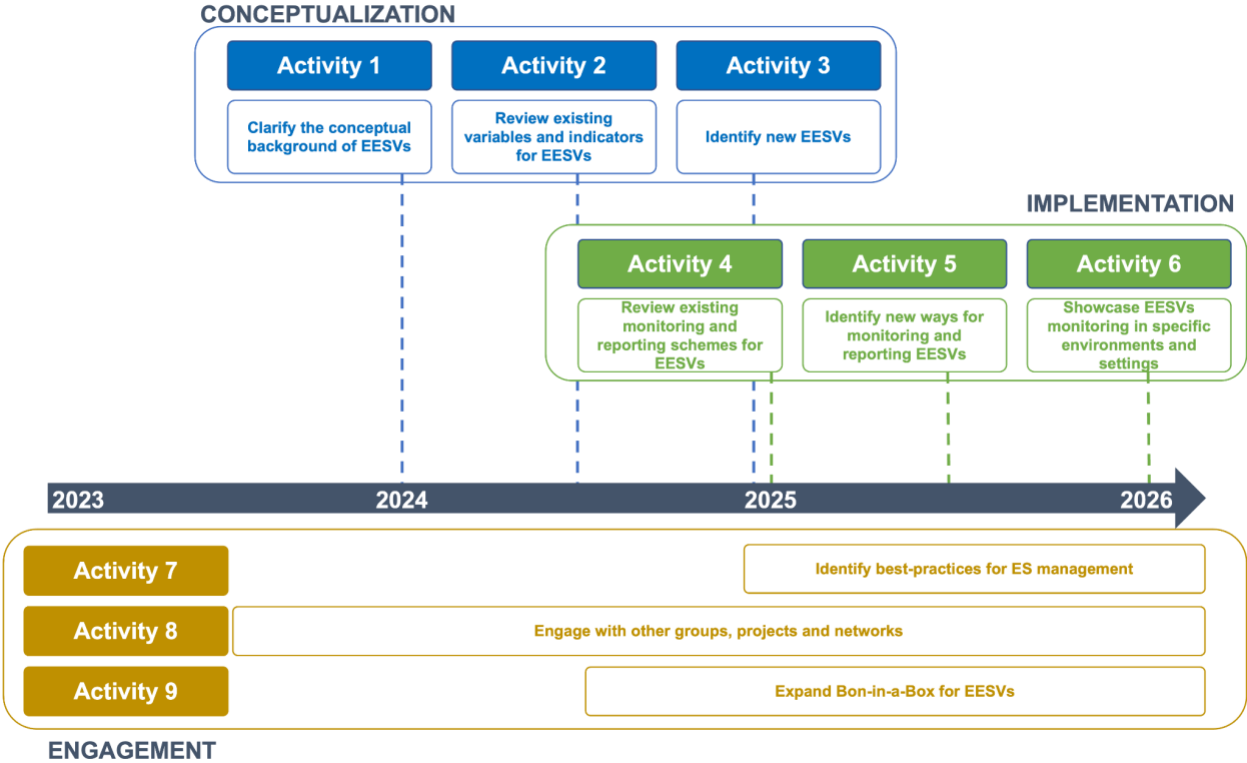 CONCEPTUALIZATION
Activity 1
Activity 2
Activity 3
Clarify the conceptual
background of EESVs
Review existing
variables and indicators
for EESVs
Identify new EESVs
IMPLEMENTATION
Activity 4
Activity 5
Activity 6
Review existing
monitoring and
reporting schemes for
EESVs
Identify new ways for
monitoring and
reporting EESVs
Showcase EESVs
monitoring in specific
environments and
settings
2023
2024
2025
2026
Activity 7
Identify best-practices for ES management
Activity 8
Engage with other groups, projects and networks
Activity 9
Expand Bon-in-a-Box for EESVs
ENGAGEMENT